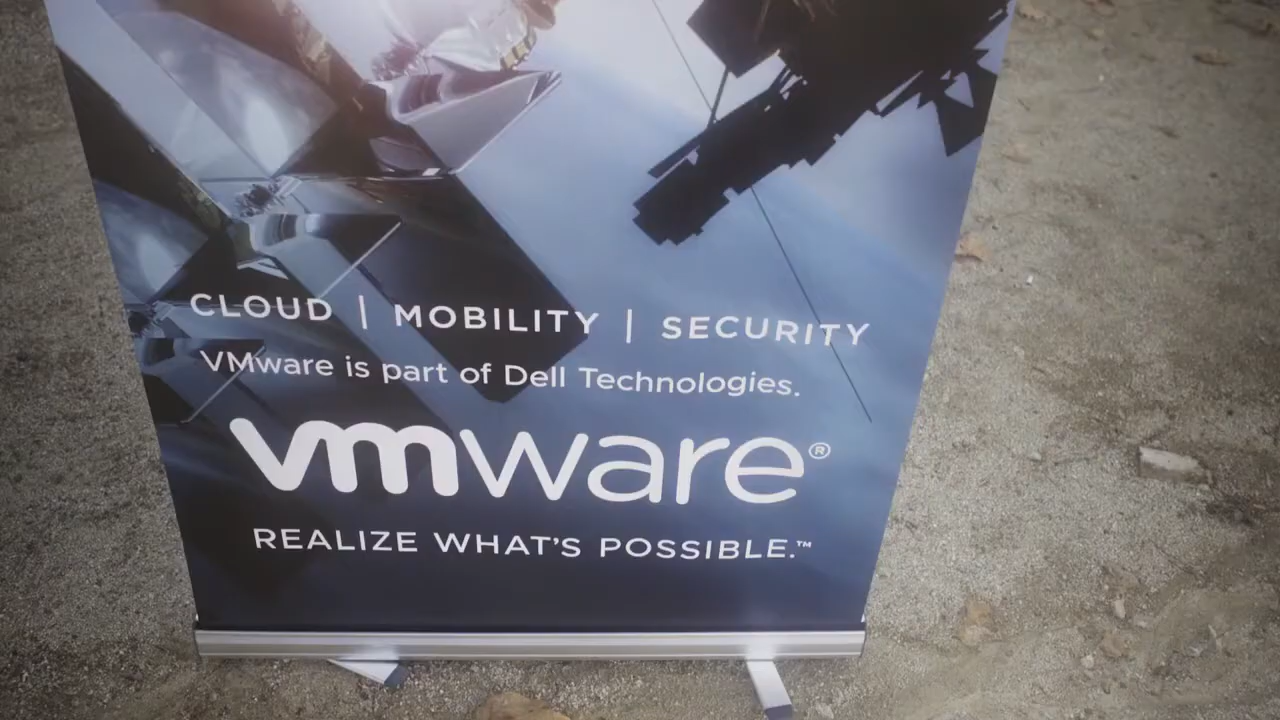 CLOUD | MOBILITY | SECURITY
VMware is part of Dell Technologies.
vmware®
REALIZE WHAT'S POSSIBLE.™